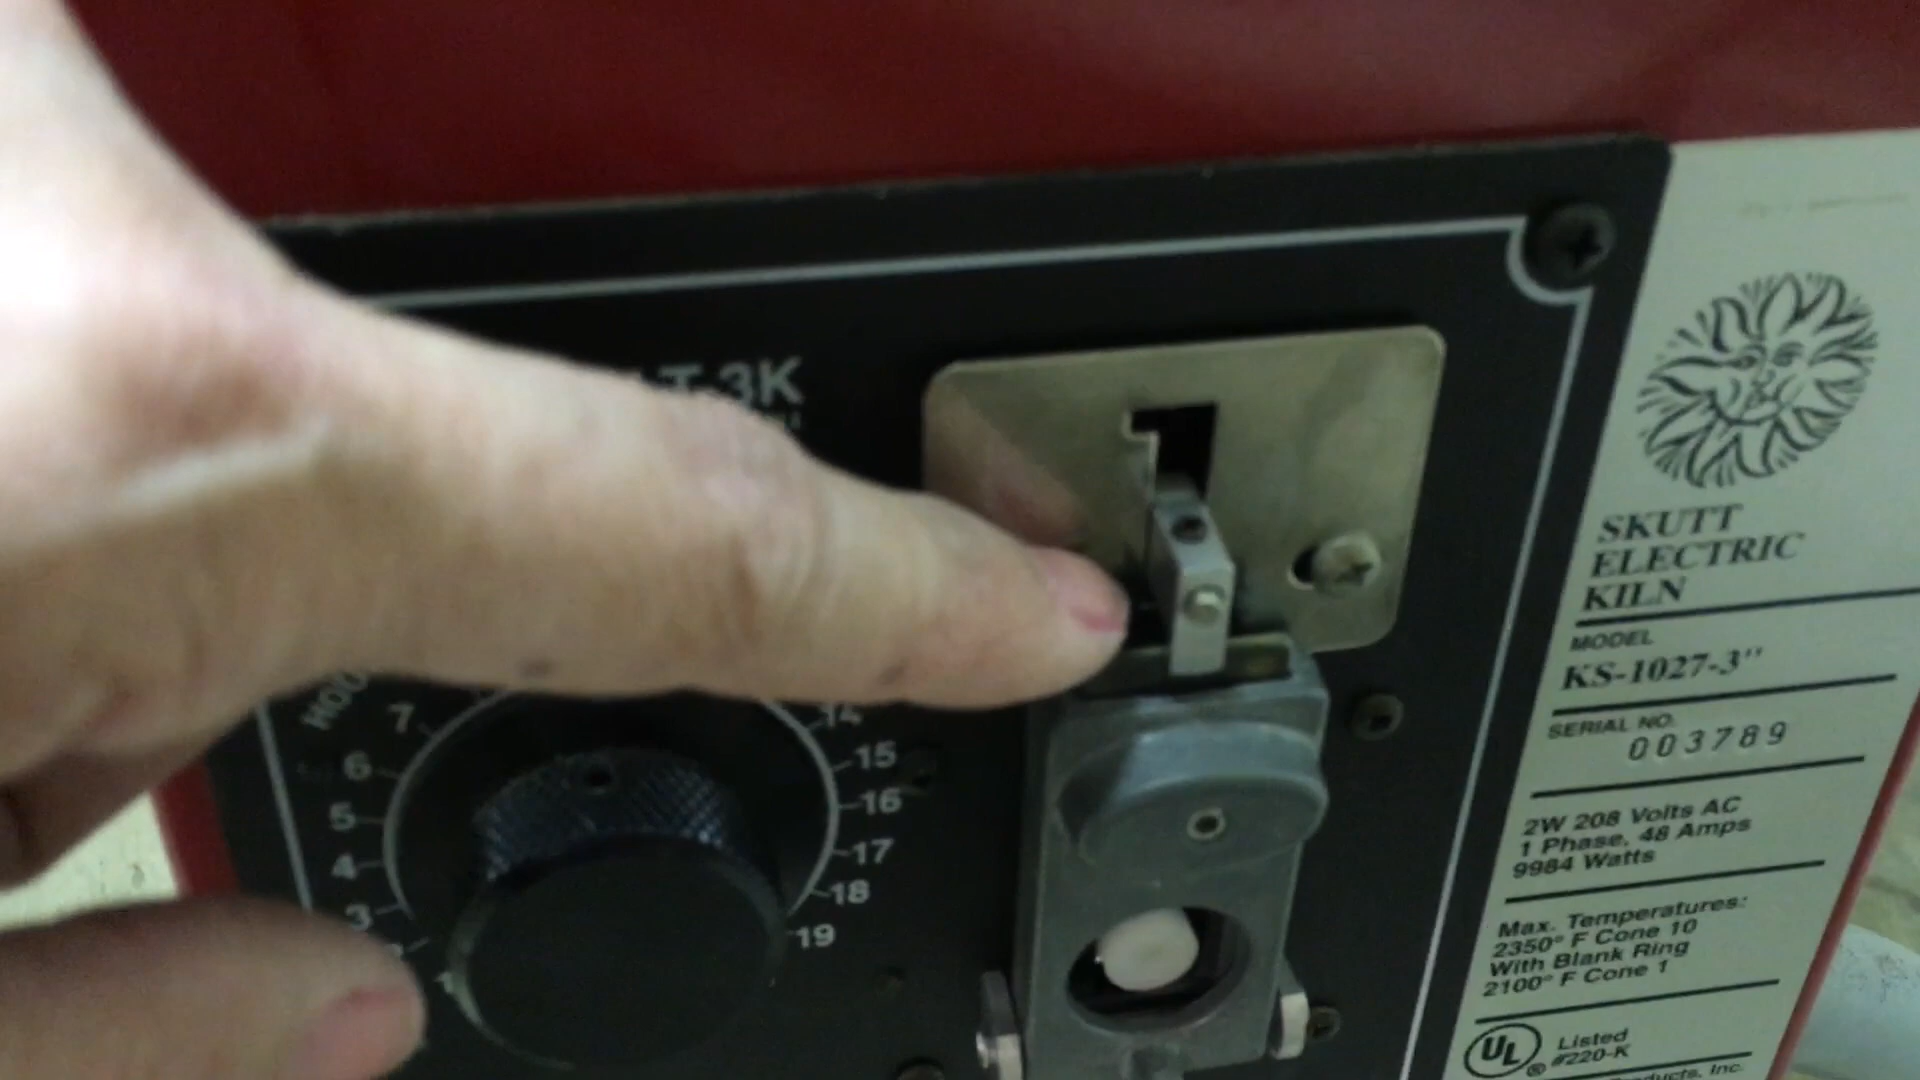 T-3K
7
6
5
4
3
14
15
16
17
18
19
SKUTT
ELECTRIC
KILN
MODEL
KS-1027-3"
SERIAL NO.
003789
2W 208 Volts AC
1 Phase, 48 Amps
9984 Watts
Max. Temperatures:
2350° F Cone 10
With Blank Ring
2100° F Cone 1
UL
®
Listed
#220-K
Inc.